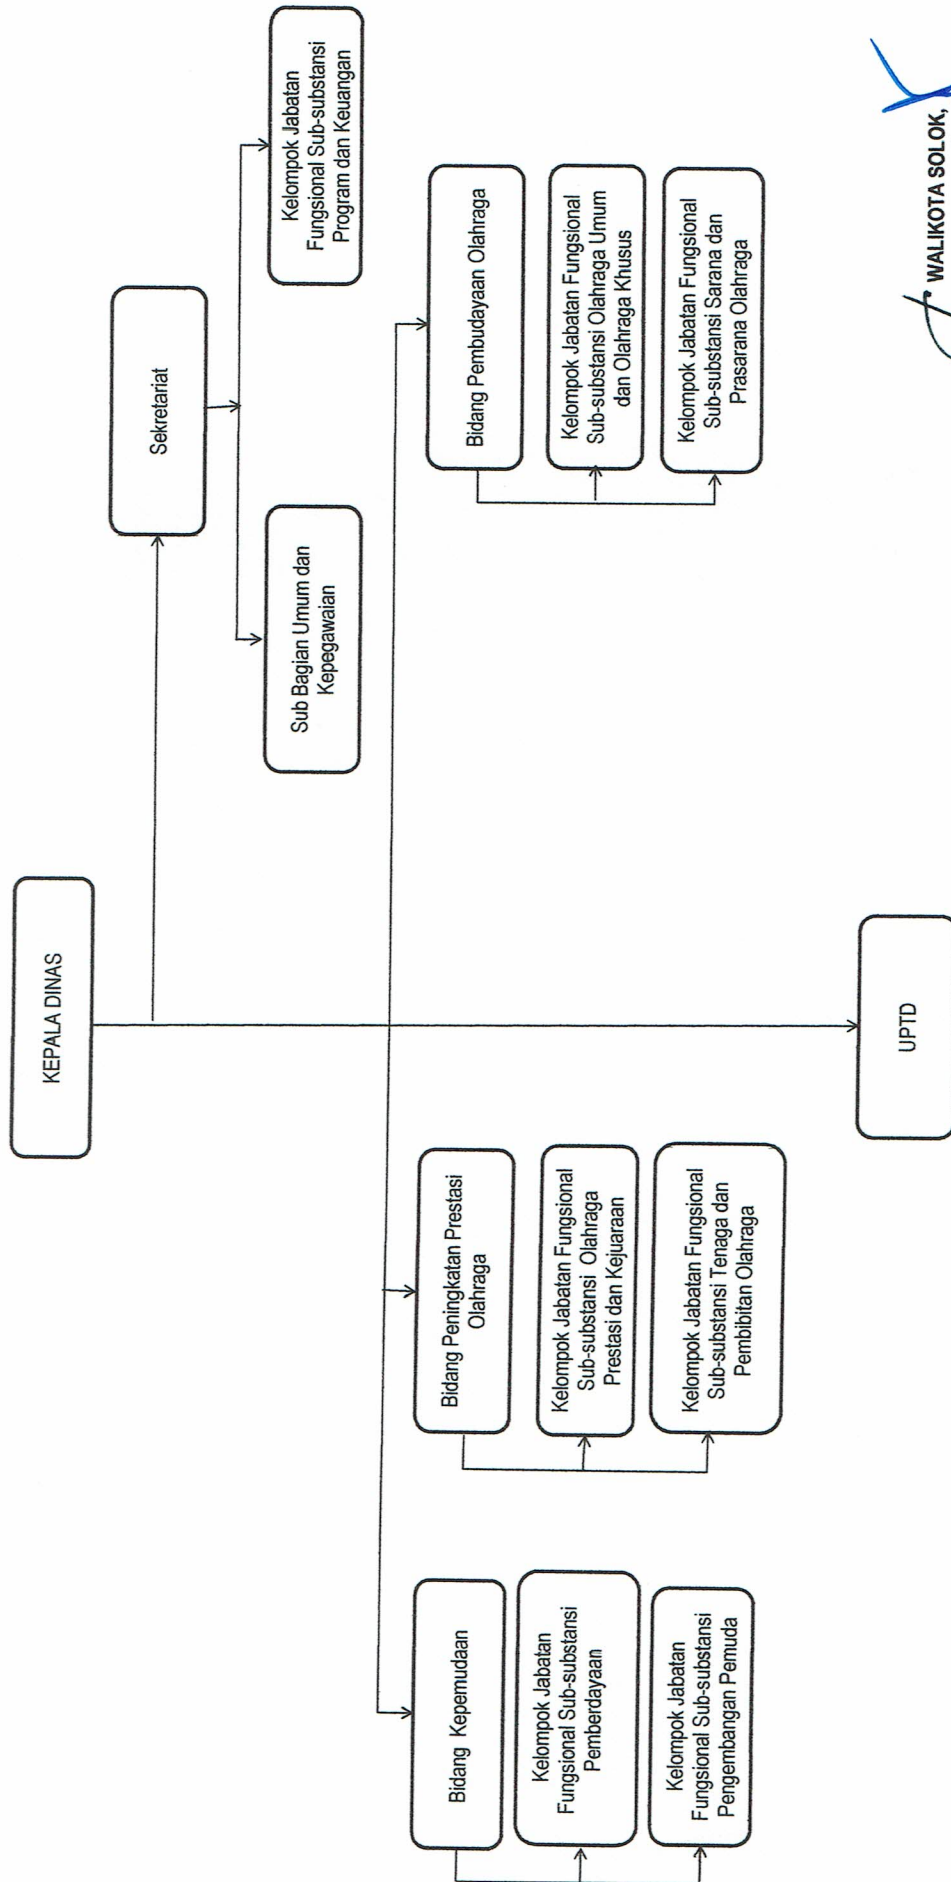 KEPALA DINAS
Sekretariat
Sub Bagian Umum dan
Kepegawaian
Kelompok Jabatan
Fungsional Sub-substansi
Program dan Keuangan
Bidang Kepemudaan
Kelompok Jabatan
Fungsional Sub-substansi
Pemberdayaan
Kelompok Jabatan
Fungsional Sub-substansi
Pengembangan Pemuda
Bidang Peningkatan Prestasi
Olahraga
Kelompok Jabatan Fungsional
Sub-substansi Olahraga
Prestasi dan Kejuaraan
Kelompok Jabatan Fungsional
Sub-substansi Tenaga dan
Pembibitan Olahraga
Bidang Pembudayaan Olahraga
Kelompok Jabatan Fungsional
Sub-substansi Olahraga Umum
dan Olahraga Khusus
Kelompok Jabatan Fungsional
Sub-substansi Sarana dan
Prasarana Olahraga
UPTD
WALIKOTA SOLOK,